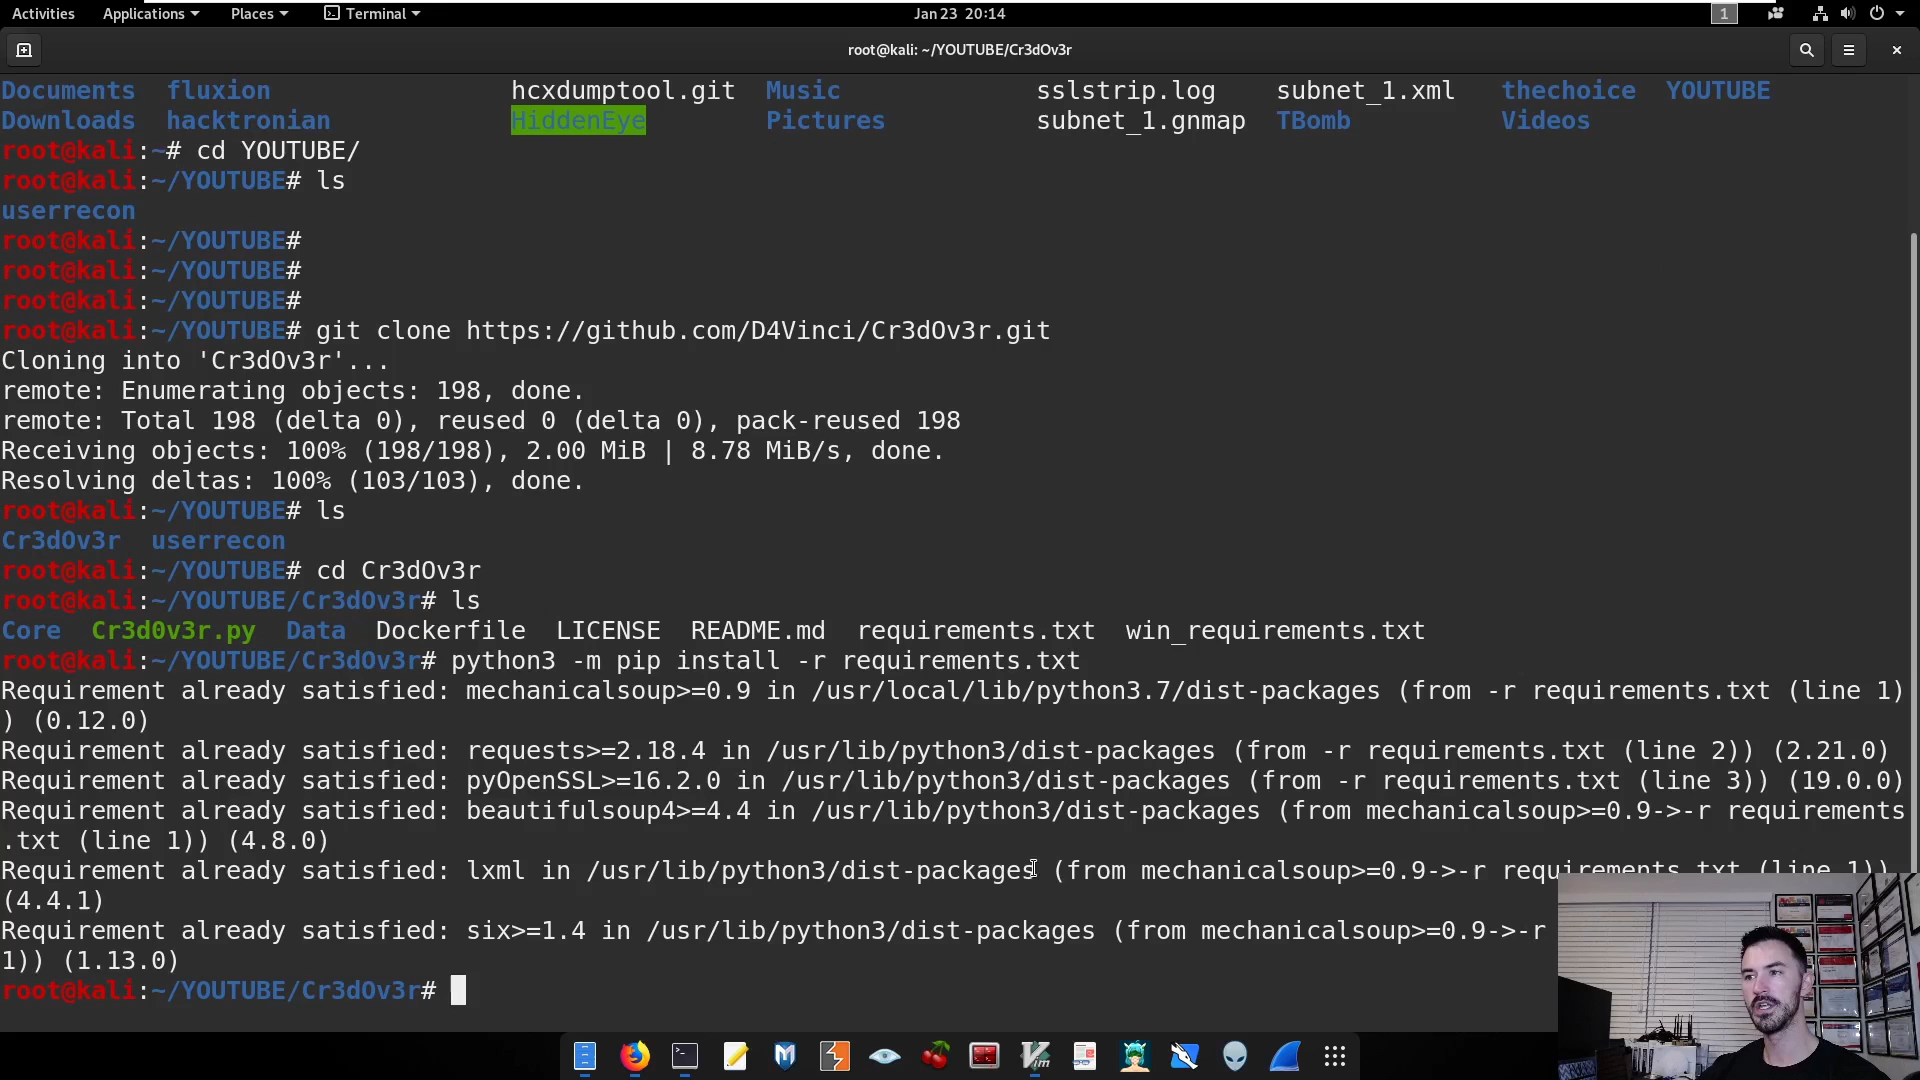 Activities Applications Places Terminal Jan 23 20:14 1
root@kali: ~/YOUTUBE/Cr3dOv3r
Documents fluxion hcxdumptool.git Music sslstrip.log subnet_1.xml thechoice YOUTUBE
Downloads hacktronian HiddenEye Pictures subnet_1.gnmap TBomb Videos
root@kali:~# cd YOUTUBE/
root@kali:~/YOUTUBE# ls
userrecon
root@kali:~/YOUTUBE#
root@kali:~/YOUTUBE#
root@kali:~/YOUTUBE#
root@kali:~/YOUTUBE# git clone https://github.com/D4Vinci/Cr3dOv3r.git
Cloning into 'Cr3dOv3r'...
remote: Enumerating objects: 198, done.
remote: Total 198 (delta 0), reused 0 (delta 0), pack-reused 198
Receiving objects: 100% (198/198), 2.00 MiB | 8.78 MiB/s, done.
Resolving deltas: 100% (103/103), done.
root@kali:~/YOUTUBE# ls
Cr3dOv3r userrecon
root@kali:~/YOUTUBE# cd Cr3dOv3r
root@kali:~/YOUTUBE/Cr3dOv3r# ls
Core Cr3d0v3r.py Data Dockerfile LICENSE README.md requirements.txt win_requirements.txt
root@kali:~/YOUTUBE/Cr3dOv3r# python3 -m pip install -r requirements.txt
Requirement already satisfied: mechanicalsoup>=0.9 in /usr/local/lib/python3.7/dist-packages (from -r requirements.txt (line 1)
) (0.12.0)
Requirement already satisfied: requests>=2.18.4 in /usr/lib/python3/dist-packages (from -r requirements.txt (line 2)) (2.21.0)
Requirement already satisfied: pyOpenSSL>=16.2.0 in /usr/lib/python3/dist-packages (from -r requirements.txt (line 3)) (19.0.0)
Requirement already satisfied: beautifulsoup4>=4.4 in /usr/lib/python3/dist-packages (from mechanicalsoup>=0.9->-r requirements
.txt (line 1)) (4.8.0)
Requirement already satisfied: lxml in /usr/lib/python3/dist-packages (from mechanicalsoup>=0.9->-r requirements.txt (line 1))
(4.4.1)
Requirement already satisfied: six>=1.4 in /usr/lib/python3/dist-packages (from mechanicalsoup>=0.9->-r
1)) (1.13.0)
root@kali:~/YOUTUBE/Cr3dOv3r#